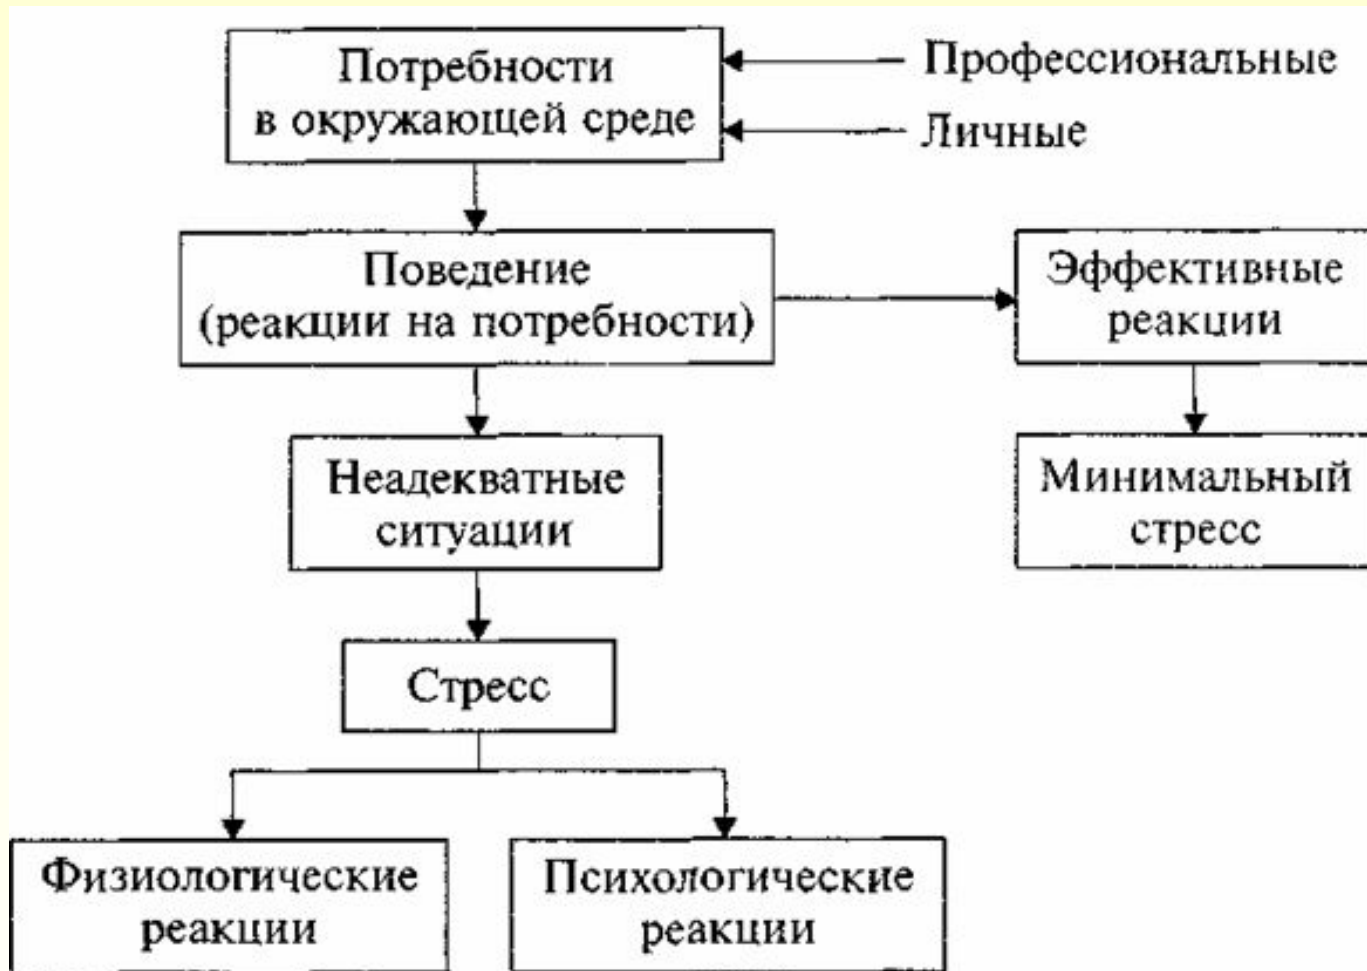 Потребности
в окружающей среде
Профессиональные
Личные
Поведение
(реакции на потребности)
Эффективные
реакции
Неадекватные
ситуации
Минимальный
стресс
Стресс
Физиологические
реакции
Психологические
реакции